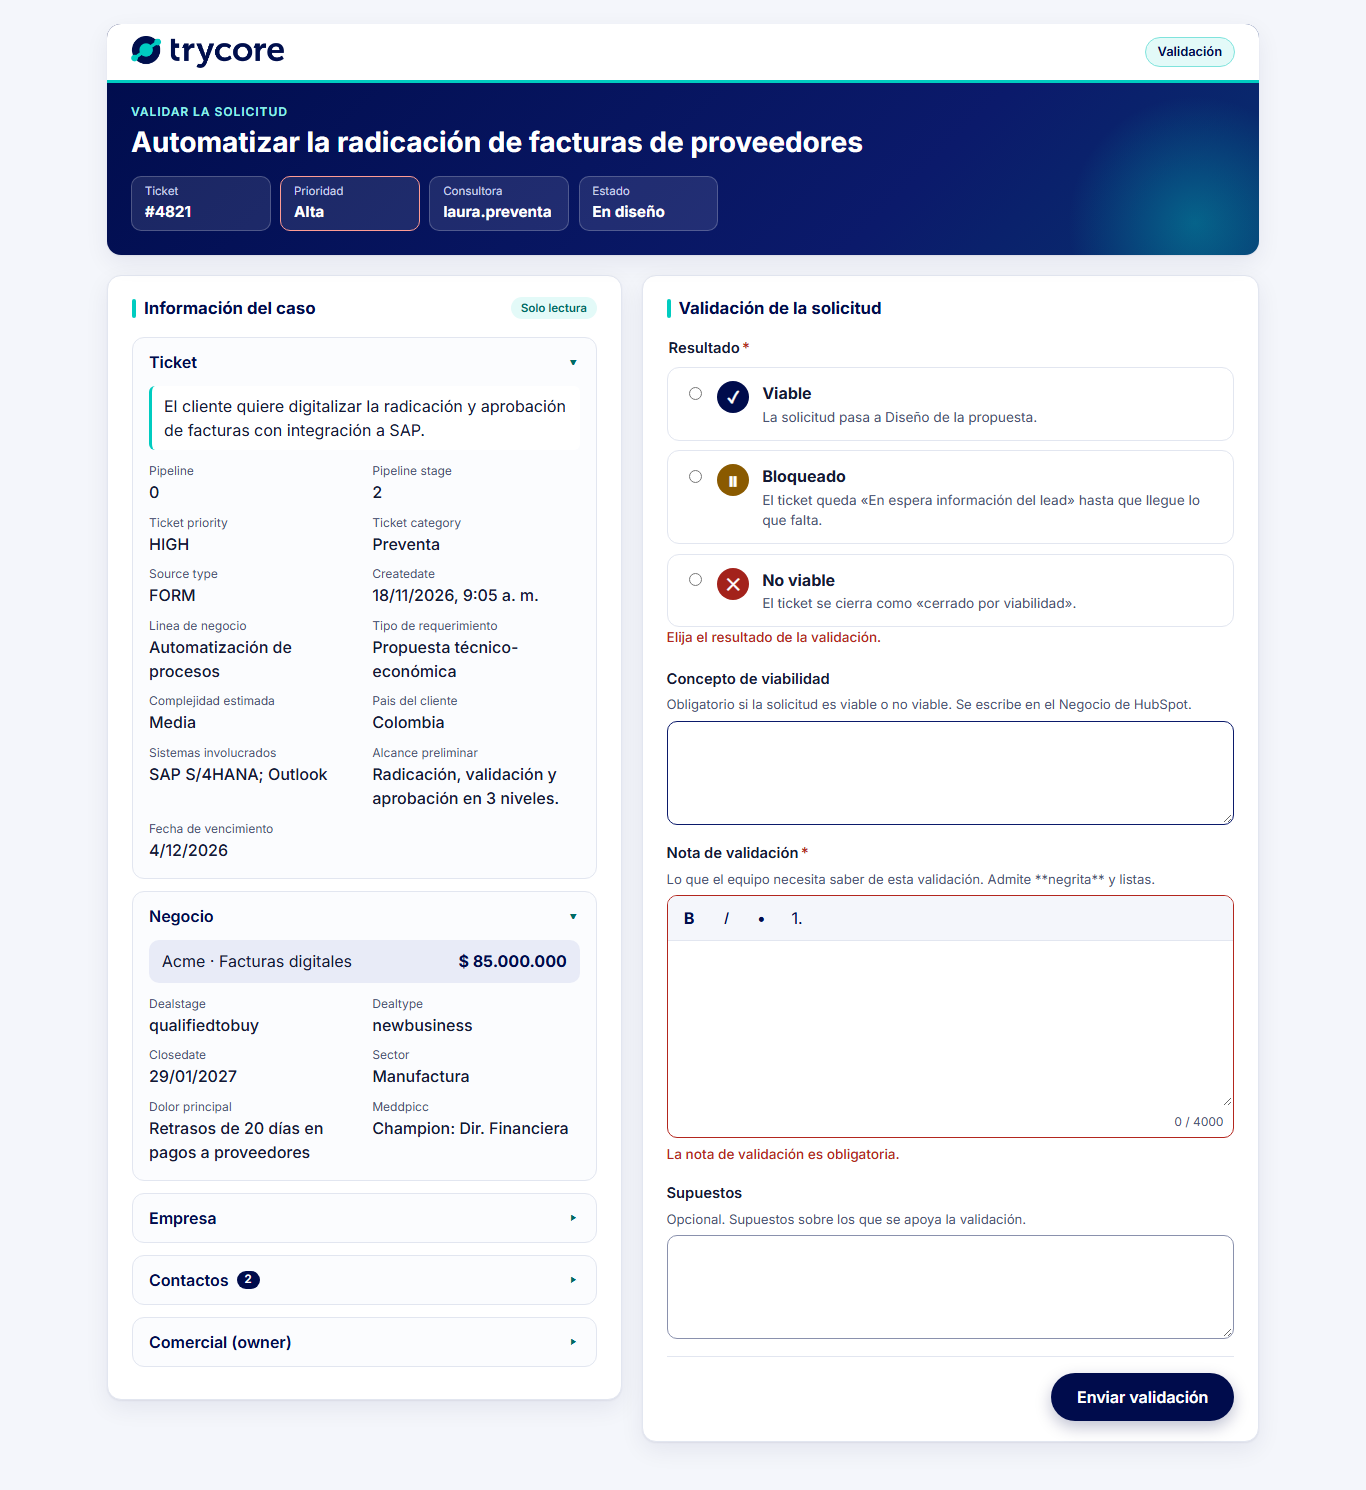 trycore
Validación
VALIDAR LA SOLICITUD
Automatizar la radicación de facturas de proveedores
Ticket
#4821
Prioridad
Alta
Consultora
laura.preventa
Estado
En diseño
Información del caso
Solo lectura
Ticket
El cliente quiere digitalizar la radicación y aprobación
de facturas con integración a SAP.
Pipeline
0
Pipeline stage
2
Ticket priority
HIGH
Ticket category
Preventa
Source type
FORM
Createdate
18/11/2026, 9:05 a. m.
Linea de negocio
Automatización de
procesos
Tipo de requerimiento
Propuesta técnico-
económica
Complejidad estimada
Media
Pais del cliente
Colombia
Sistemas involucrados
SAP S/4HANA; Outlook
Alcance preliminar
Radicación, validación y
aprobación en 3 niveles.
Fecha de vencimiento
4/12/2026
Negocio
Acme · Facturas digitales
$ 85.000.000
Dealstage
qualifiedtobuy
Dealtype
newbusiness
Closedate
29/01/2027
Sector
Manufactura
Dolor principal
Retrasos de 20 días en
pagos a proveedores
Meddpicc
Champion: Dir. Financiera
Empresa
Contactos 2
Comercial (owner)
Validación de la solicitud
Resultado *
Viable
La solicitud pasa a Diseño de la propuesta.
Bloqueado
El ticket queda «En espera información del lead» hasta que llegue lo
que falta.
No viable
El ticket se cierra como «cerrado por viabilidad».
Elija el resultado de la validación.
Concepto de viabilidad
Obligatorio si la solicitud es viable o no viable. Se escribe en el Negocio de HubSpot.
Nota de validación *
Lo que el equipo necesita saber de esta validación. Admite **negrita** y listas.
B I • 1.
0 / 4000
La nota de validación es obligatoria.
Supuestos
Opcional. Supuestos sobre los que se apoya la validación.
Enviar validación